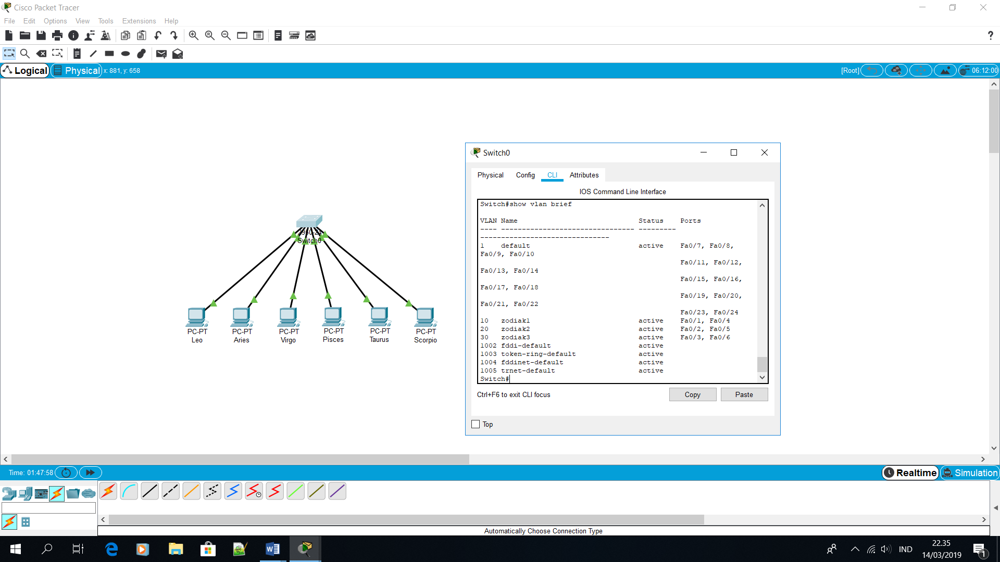 Cisco Packet Tracer
File Edit Options View Tools Extensions Help
?
Logical Physical x: 881, y: 658 [Root] 06:12:00
Switch0
Physical Config CLI Attributes
IOS Command Line Interface
Switch#show vlan brief
VLAN Name Status Ports
---- -------------------------------- ---------
-------------------------------
1 default active Fa0/7, Fa0/8,
Fa0/9, Fa0/10
Fa0/11, Fa0/12,
Fa0/13, Fa0/14
Fa0/15, Fa0/16,
Fa0/17, Fa0/18
Fa0/19, Fa0/20,
Fa0/21, Fa0/22
Fa0/23, Fa0/24
10 zodiak1 active Fa0/1, Fa0/4
20 zodiak2 active Fa0/2, Fa0/5
30 zodiak3 active Fa0/3, Fa0/6
1002 fddi-default active
1003 token-ring-default active
1004 fddinet-default active
1005 trnet-default active
Switch#
Ctrl+F6 to exit CLI focus Copy Paste
Top
Switch0
PC-PT
Leo
PC-PT
Aries
PC-PT
Virgo
PC-PT
Pisces
PC-PT
Taurus
PC-PT
Scorpio
Time: 01:47:58 Realtime Simulation
Automatically Choose Connection Type
IND
22.35
14/03/2019
1